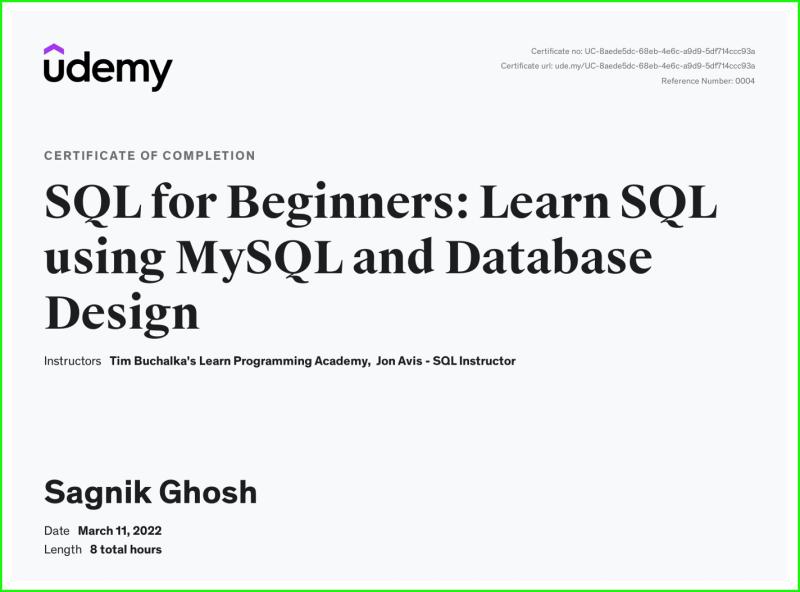 udemy
Certificate no: UC-8aede5dc-68eb-4e6c-a9d9-5df714ccc93a
Certificate url: ude.my/UC-8aede5dc-68eb-4e6c-a9d9-5df714ccc93a
Reference Number: 0004
CERTIFICATE OF COMPLETION
SQL for Beginners: Learn SQL
using MySQL and Database
Design
Instructors Tim Buchalka's Learn Programming Academy, Jon Avis - SQL Instructor
Sagnik Ghosh
Date March 11, 2022
Length 8 total hours